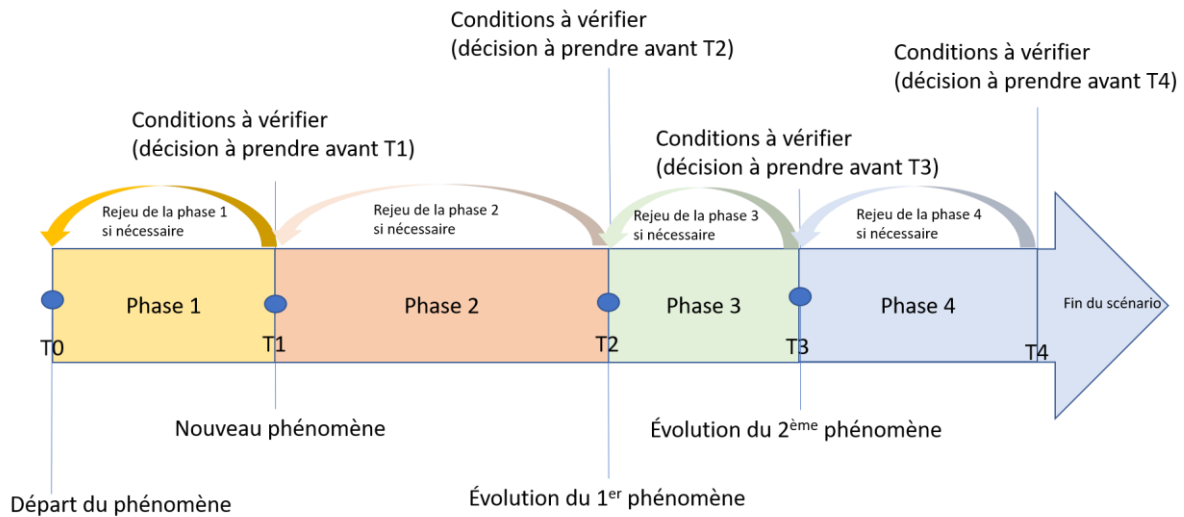 Conditions à vérifier
(décision à prendre avant T2)
Conditions à vérifier
(décision à prendre avant T4)
Conditions à vérifier
(décision à prendre avant T1)
Conditions à vérifier
(décision à prendre avant T3)
Rejeu de la phase 1
si nécessaire
Rejeu de la phase 2
si nécessaire
Rejeu de la phase 3
si nécessaire
Rejeu de la phase 4
si nécessaire
Phase 1
Phase 2
Phase 3
Phase 4
Fin du scénario
T0
T1
T2
T3
T4
Nouveau phénomène
Évolution du 2ème phénomène
Départ du phénomène
Évolution du 1er phénomène